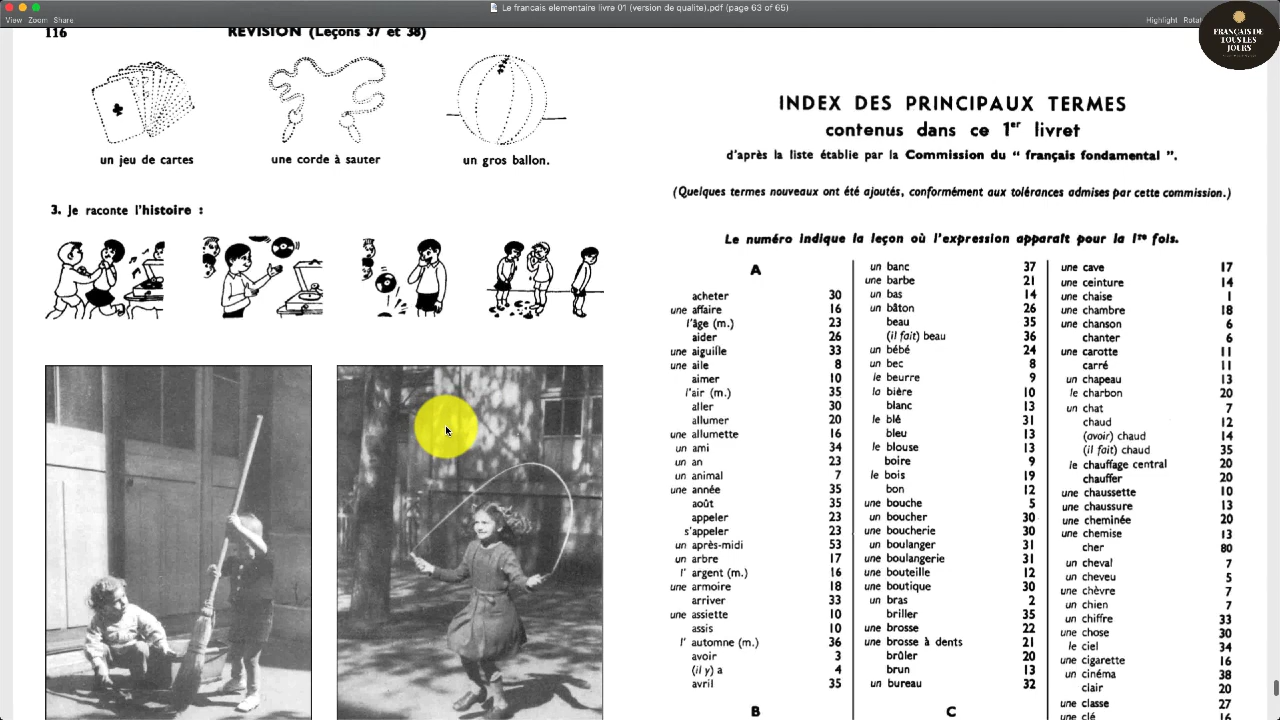 Le francais elementaire livre 01 (version de qualite).pdf (page 63 of 65)
View Zoom Share
Highlight
FRANÇAIS DE
TOUS LES
JOURS
116
REVISION (Leçons 37 et 38)
un jeu de cartes
une corde à sauter
un gros ballon.
3. Je raconte l'histoire :
INDEX DES PRINCIPAUX TERMES
contenus dans ce 1er livret
d'après la liste établie par la Commission du " français fondamental ".
(Quelques termes nouveaux ont été ajoutés, conformément aux tolérances admises par cette commission.)
Le numéro indique la leçon où l'expression apparaît pour la 1re fois.
A
acheter 30
une affaire 16
l'âge (m.) 23
aider 26
une aiguille 33
une aile 8
aimer 10
l'air (m.) 35
aller 30
allumer 20
une allumette 16
un ami 34
un an 23
un animal 7
une année 35
août 35
appeler 23
s'appeler 23
un après-midi 53
un arbre 17
l' argent (m.) 16
une armoire 18
arriver 33
une assiette 10
assis 10
l' automne (m.) 36
avoir 3
(il y) a 4
avril 35
B
un banc 37
une barbe 21
un bas 14
un bâton 26
beau 35
(il fait) beau 36
un bébé 24
un bec 8
le beurre 9
la bière 10
blanc 13
le blé 31
bleu 13
le blouse 13
boire 9
le bois 19
bon 12
une bouche 5
un boucher 30
une boucherie 30
un boulanger 31
une boulangerie 31
une bouteille 12
une boutique 30
un bras 2
briller 35
une brosse 22
une brosse à dents 21
brûler 20
brun 13
un bureau 32
C
une cave 17
une ceinture 14
une chaise 1
une chambre 18
une chanson 6
chanter 6
une carotte 11
carré 11
un chapeau 13
le charbon 20
un chat 7
chaud 12
(avoir) chaud 14
(il fait) chaud 35
le chauffage central 20
chauffer 20
une chaussette 10
une chaussure 13
une cheminée 20
une chemise 13
cher 80
un cheval 7
un cheveu 5
une chèvre 7
un chien 7
un chiffre 33
une chose 30
le ciel 34
une cigarette 16
un cinéma 38
clair 20
une classe 27
une clé 16